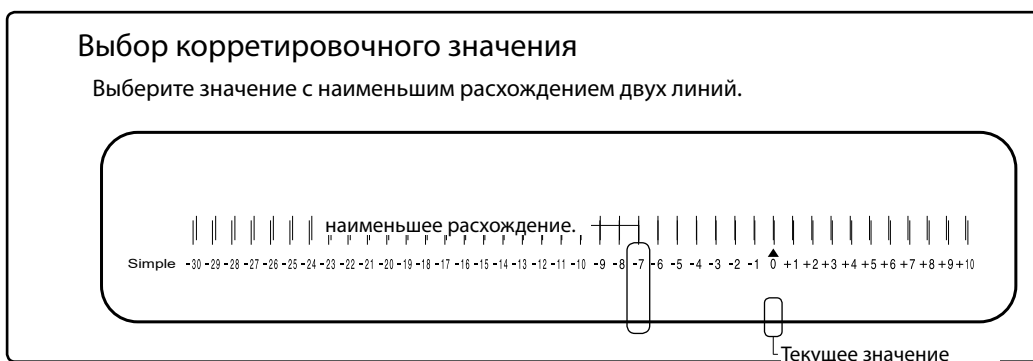 Выбор корретировочного значения
Выберите значение с наименьшим расхождением двух линий.
наименьшее расхождение.
Simple -30 -29 -28 -27 -26 -25 -24 -23 -22 -21 -20 -19 -18 -17 -16 -15 -14 -13 -12 -11 -10 -9 -8 -7 -6 -5 -4 -3 -2 -1 0 +1 +2 +3 +4 +5 +6 +7 +8 +9 +10
Текущее значение